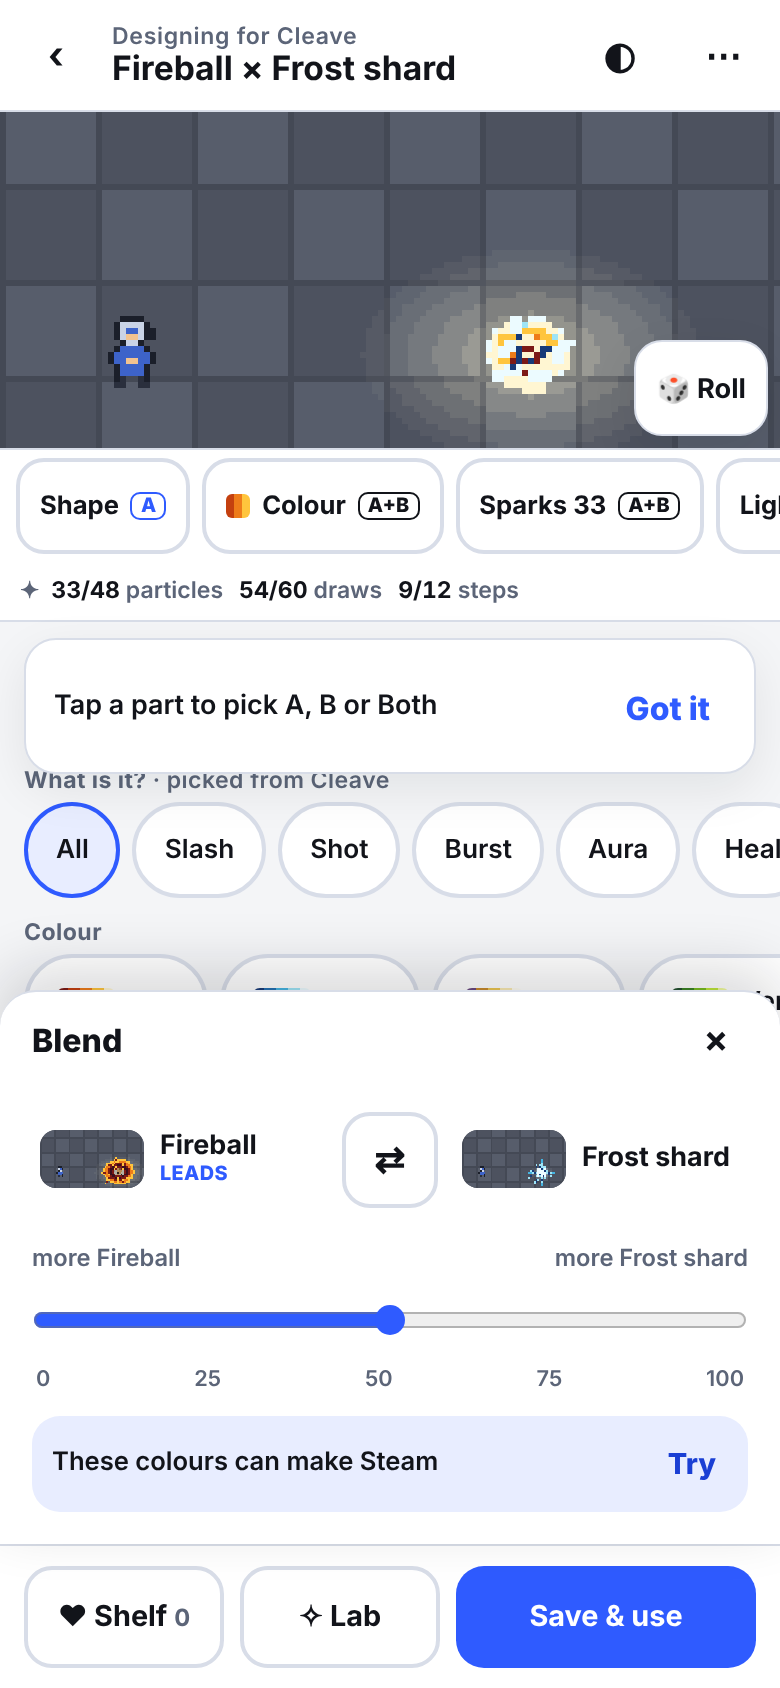 Designing for Cleave
Fireball × Frost shard
Roll
Shape A
Colour A+B
Sparks 33 A+B
33/48 particles 54/60 draws 9/12 steps
Tap a part to pick A, B or Both
Got it
What is it? · picked from Cleave
All
Slash
Shot
Burst
Aura
Heal
Colour
Blend
Fireball
LEADS
Frost shard
more Fireball
more Frost shard
0 25 50 75 100
These colours can make Steam
Try
Shelf 0
Lab
Save & use